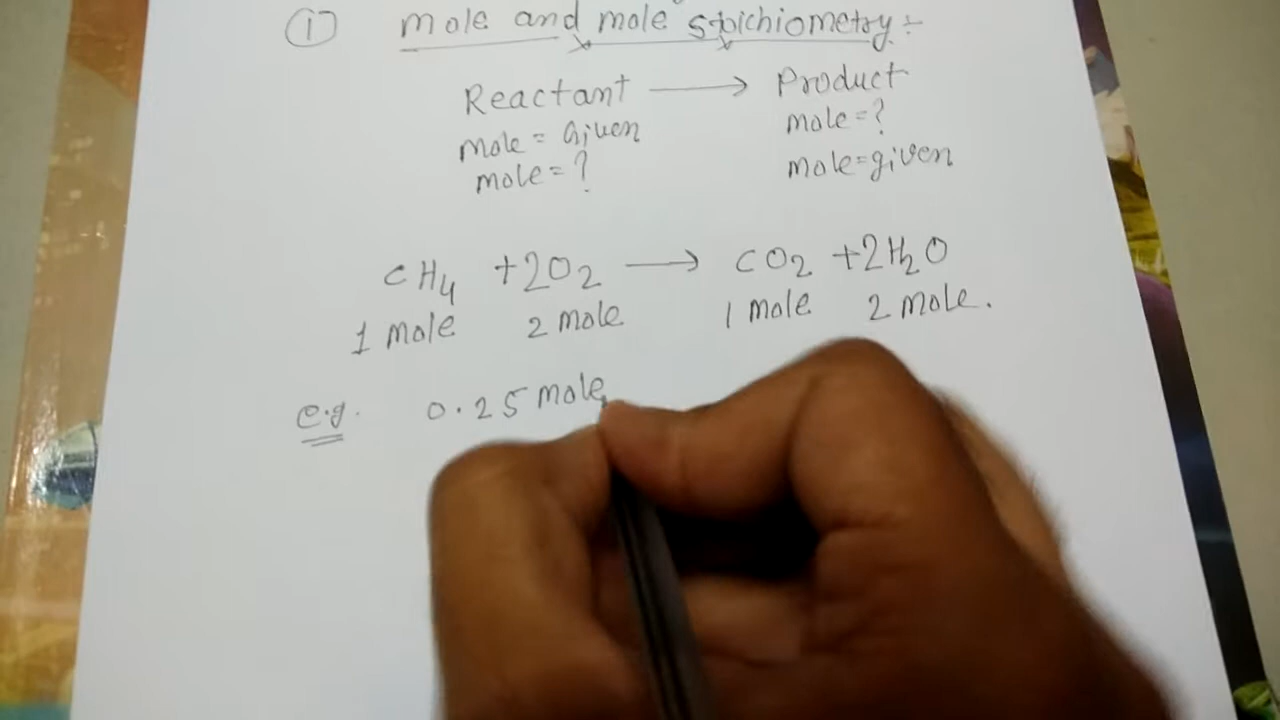 ① mole and mole stoichiometry :-
Reactant → Product
mole = Given mole = ?
mole = ? mole = given
CH₄ + 2O₂ → CO₂ + 2H₂O
1 mole 2 mole 1 mole 2 mole.
e.g. 0.25 mole